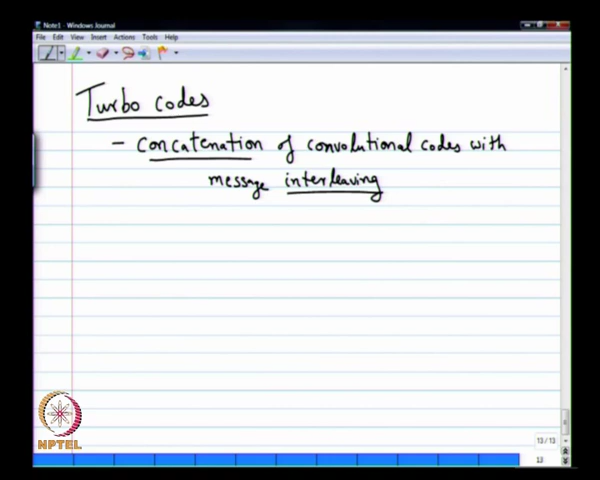 Note1 - Windows Journal
File Edit View Insert Actions Tools Help
Turbo codes
- concatenation of convolutional codes with
message interleaving
NPTEL
13 / 13
13